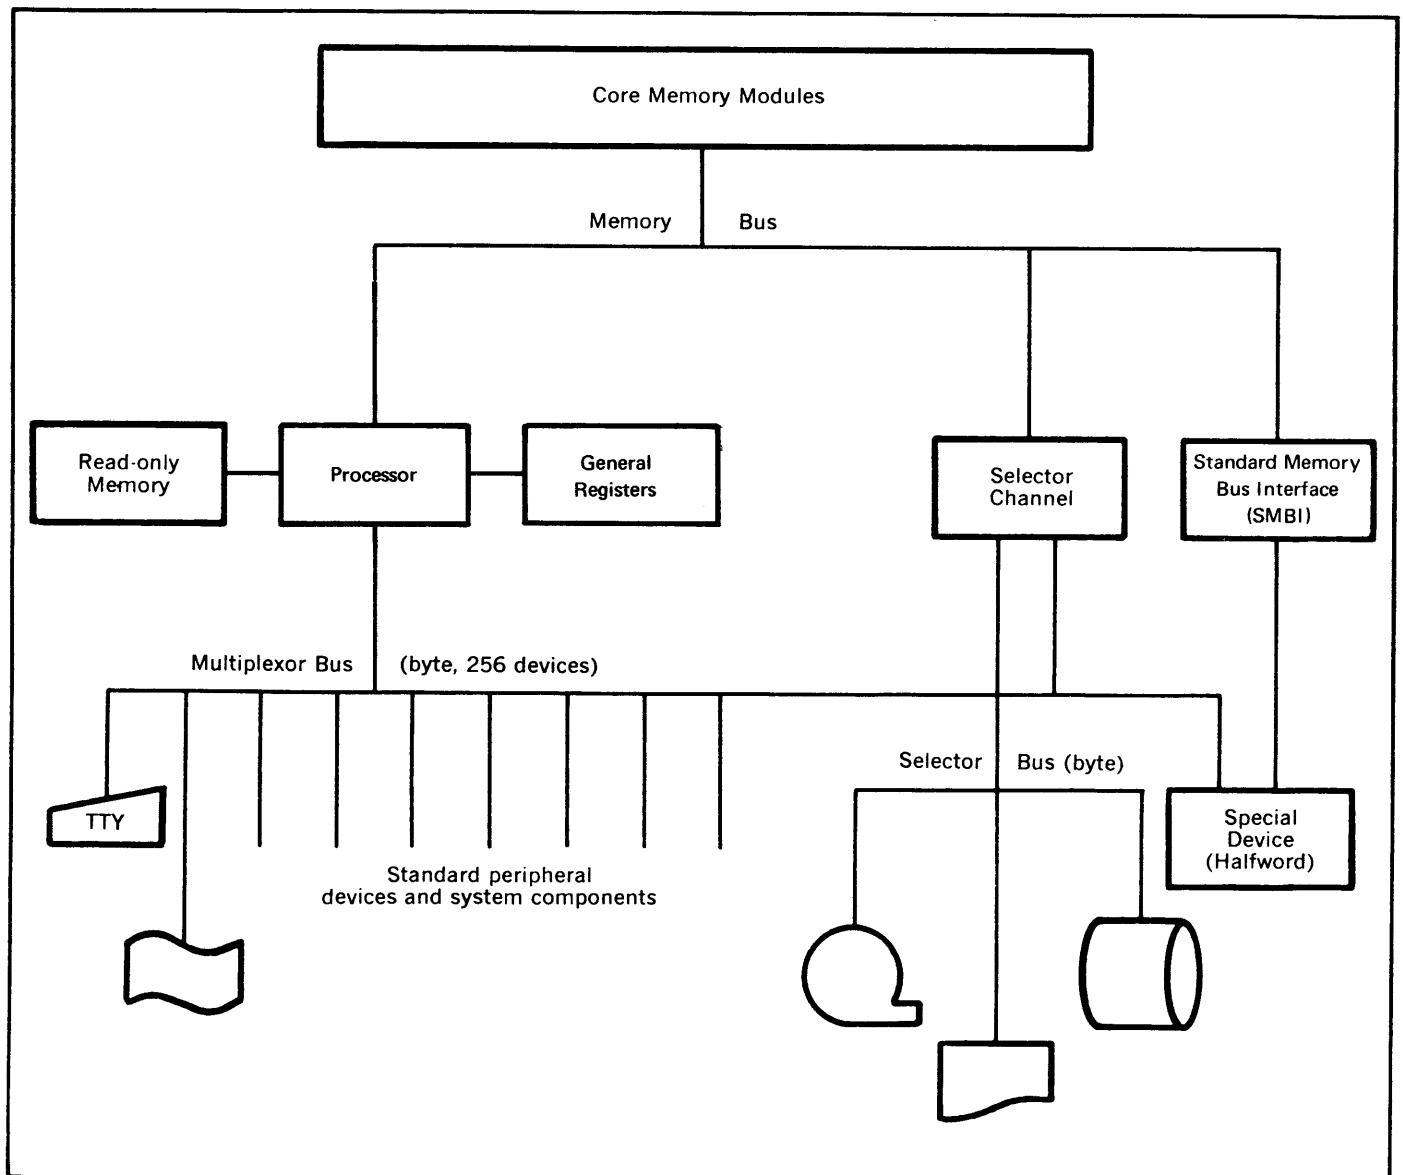 Core Memory Modules
Memory Bus
Read-only
Memory
Processor
General
Registers
Selector
Channel
Standard Memory
Bus Interface
(SMBI)
Multiplexor Bus (byte, 256 devices)
Selector Bus (byte)
TTY
Special
Device
(Halfword)
Standard peripheral
devices and system components